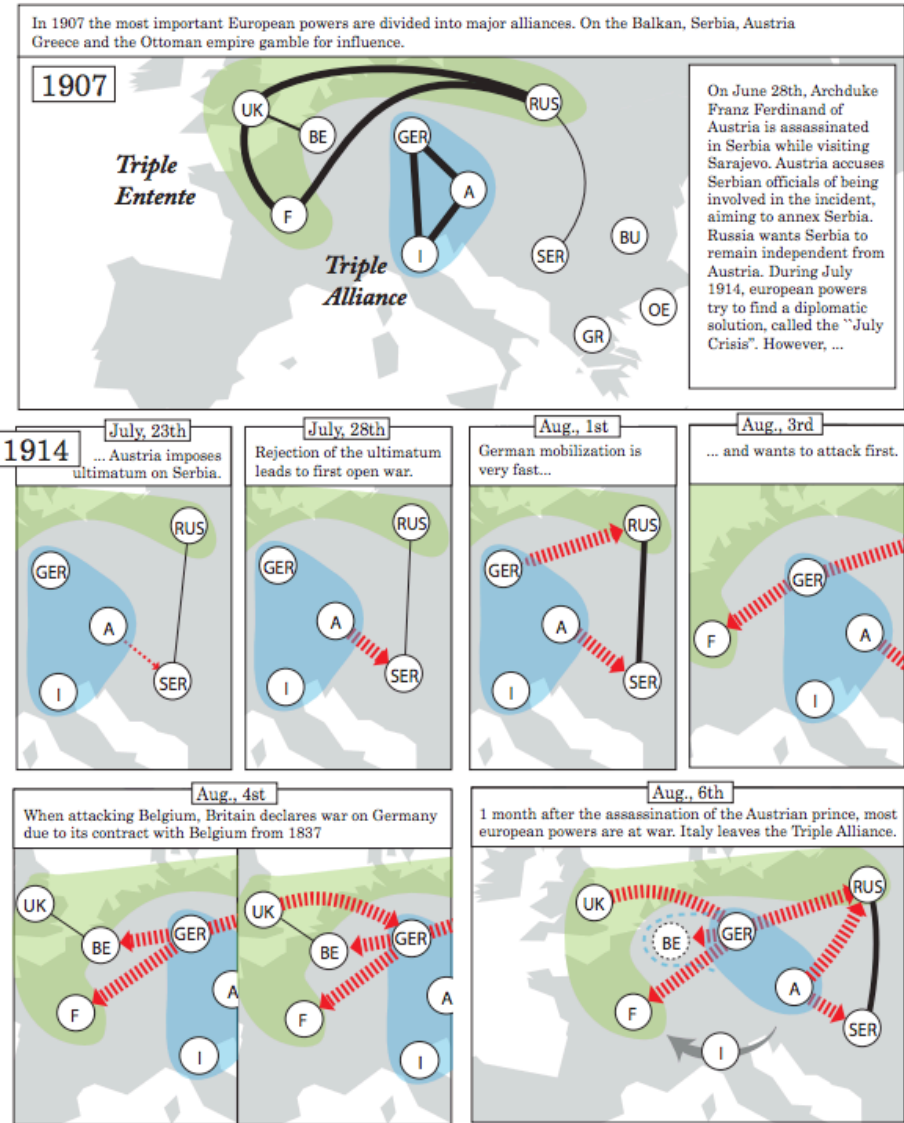 In 1907 the most important European powers are divided into major alliances. On the Balkan, Serbia, Austria
Greece and the Ottoman empire gamble for influence.
1907
UK
BE
RUS
GER
A
F
I
SER
BU
OE
GR
Triple
Entente
Triple
Alliance
On June 28th, Archduke
Franz Ferdinand of
Austria is assassinated
in Serbia while visiting
Sarajevo. Austria accuses
Serbian officials of being
involved in the incident,
aiming to annex Serbia.
Russia wants Serbia to
remain independent from
Austria. During July
1914, european powers
try to find a diplomatic
solution, called the ``July
Crisis”. However, ...
1914
July, 23th
... Austria imposes
ultimatum on Serbia.
RUS
GER
A
SER
I
July, 28th
Rejection of the ultimatum
leads to first open war.
RUS
GER
A
SER
I
Aug., 1st
German mobilization is
very fast...
RUS
GER
A
SER
I
Aug., 3rd
... and wants to attack first.
GER
F
A
I
Aug., 4st
When attacking Belgium, Britain declares war on Germany
due to its contract with Belgium from 1837
UK
BE
GER
A
F
I
UK
BE
GER
A
F
I
Aug., 6th
1 month after the assassination of the Austrian prince, most
european powers are at war. Italy leaves the Triple Alliance.
UK
RUS
BE
GER
A
F
SER
I